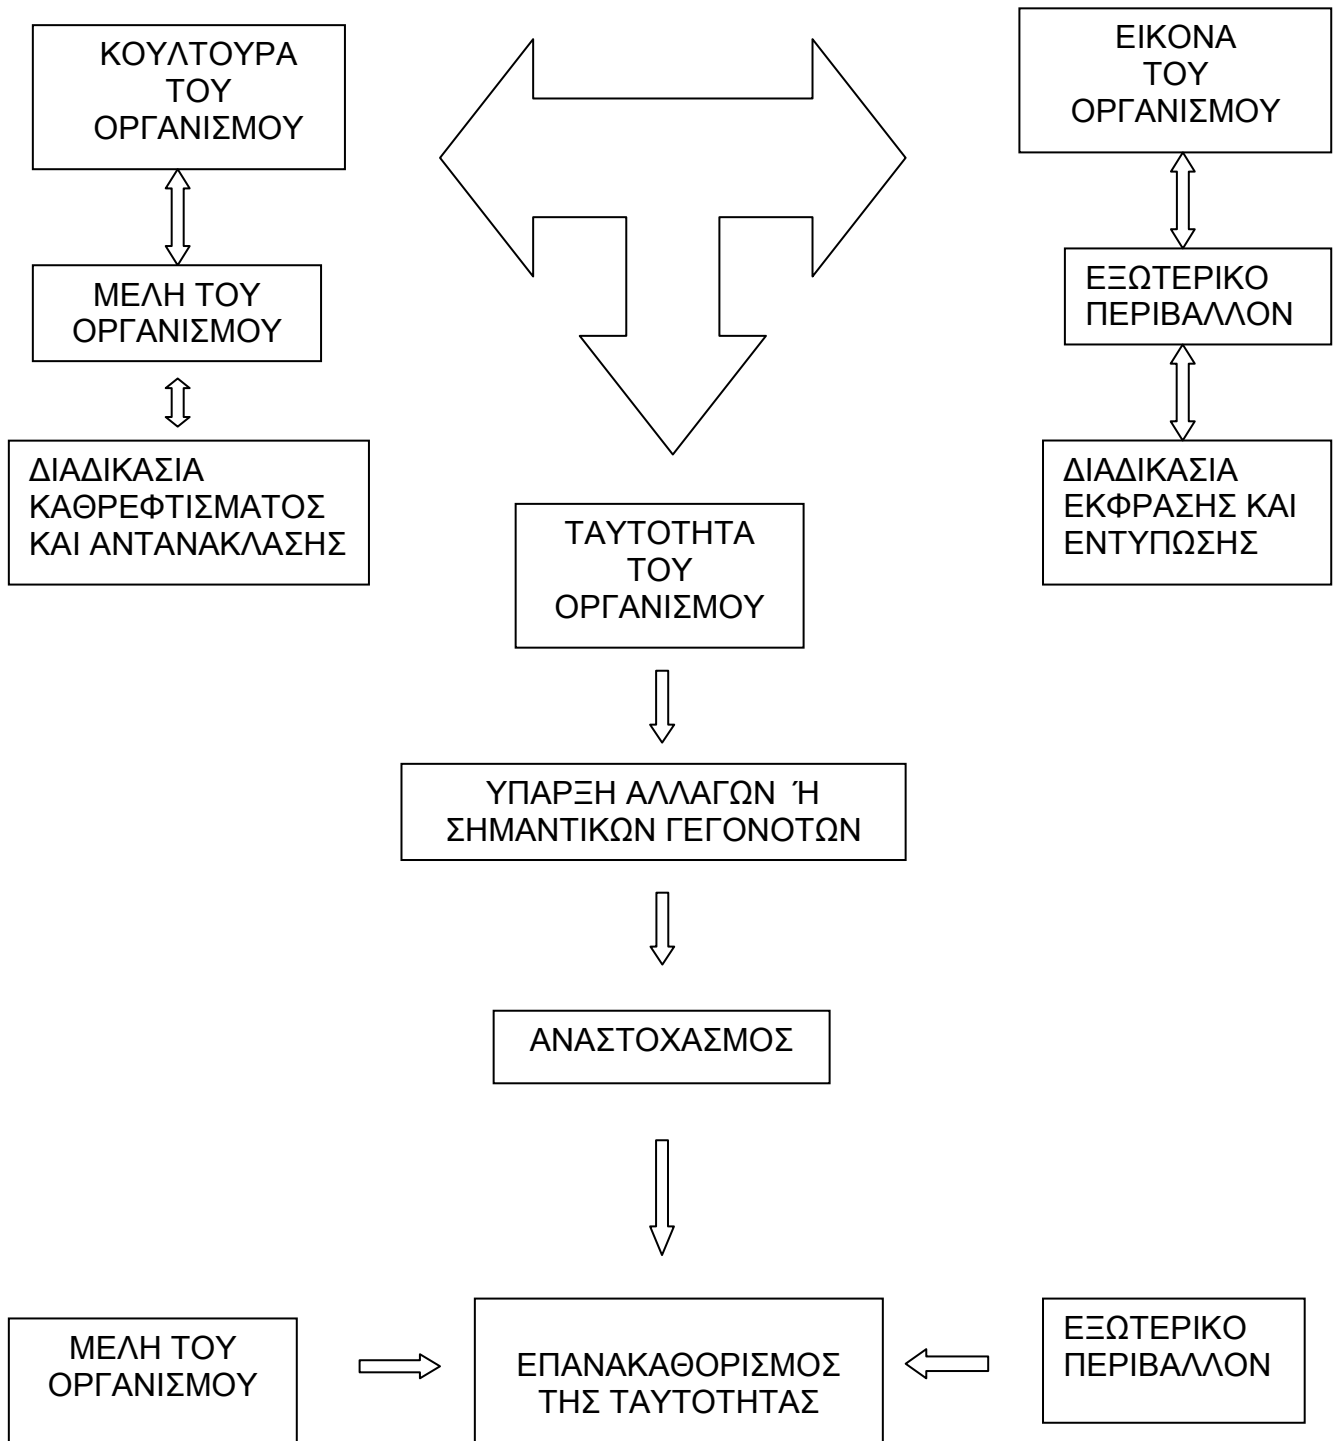 ΚΟΥΛΤΟΥΡΑ
ΤΟΥ
ΟΡΓΑΝΙΣΜΟΥ
ΕΙΚΟΝΑ
ΤΟΥ
ΟΡΓΑΝΙΣΜΟΥ
ΜΕΛΗ ΤΟΥ
ΟΡΓΑΝΙΣΜΟΥ
ΕΞΩΤΕΡΙΚΟ
ΠΕΡΙΒΑΛΛΟΝ
ΔΙΑΔΙΚΑΣΙΑ
ΚΑΘΡΕΦΤΙΣΜΑΤΟΣ
ΚΑΙ ΑΝΤΑΝΑΚΛΑΣΗΣ
ΤΑΥΤΟΤΗΤΑ
ΤΟΥ
ΟΡΓΑΝΙΣΜΟΥ
ΔΙΑΔΙΚΑΣΙΑ
ΕΚΦΡΑΣΗΣ ΚΑΙ
ΕΝΤΥΠΩΣΗΣ
ΥΠΑΡΞΗ ΑΛΛΑΓΩΝ Ή
ΣΗΜΑΝΤΙΚΩΝ ΓΕΓΟΝΟΤΩΝ
ΑΝΑΣΤΟΧΑΣΜΟΣ
ΜΕΛΗ ΤΟΥ
ΟΡΓΑΝΙΣΜΟΥ
ΕΠΑΝΑΚΑΘΟΡΙΣΜΟΣ
ΤΗΣ ΤΑΥΤΟΤΗΤΑΣ
ΕΞΩΤΕΡΙΚΟ
ΠΕΡΙΒΑΛΛΟΝ